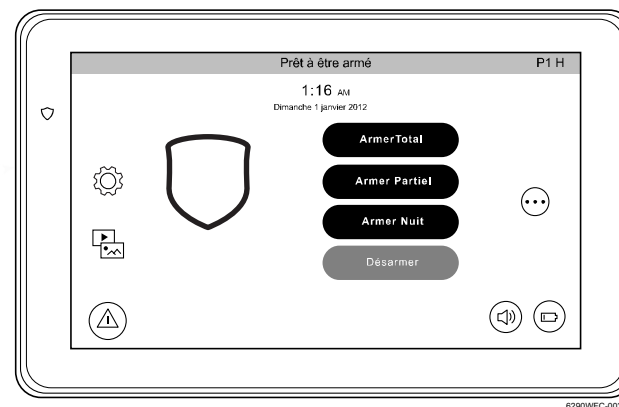 Prêt à être armé P1 H
1:16 AM
Dimanche 1 janvier 2012
ArmerTotal
Armer Partiel
Armer Nuit
Désarmer